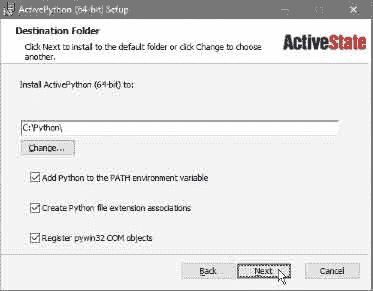 ActivePython (64-bit) Setup
Destination Folder
Click Next to install to the default folder or click Change to choose
another.
ActiveState
Install ActivePython (64-bit) to:
C:\Python\
Change...
Add Python to the PATH environment variable
Create Python file extension associations
Register pywin32 COM objects
Back Next Cancel